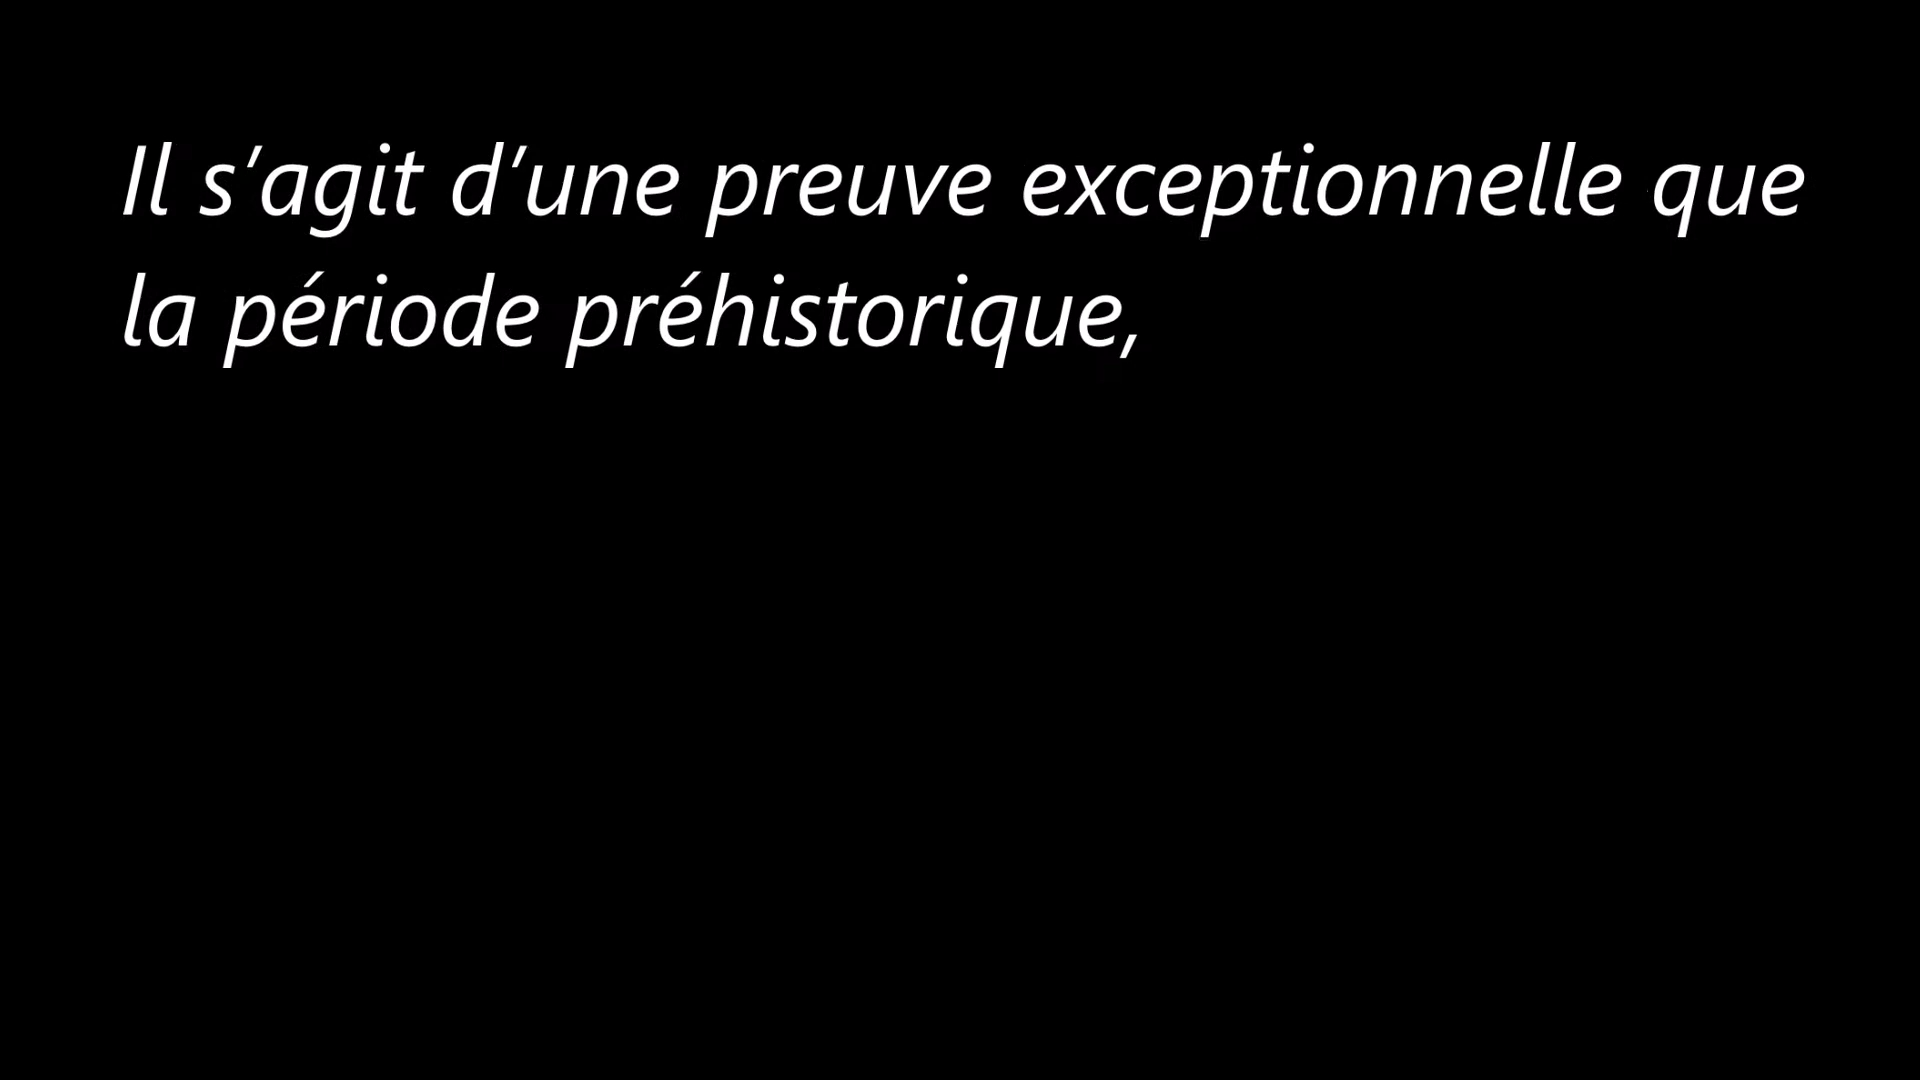 Il s’agit d’une preuve exceptionnelle que
la période préhistorique,